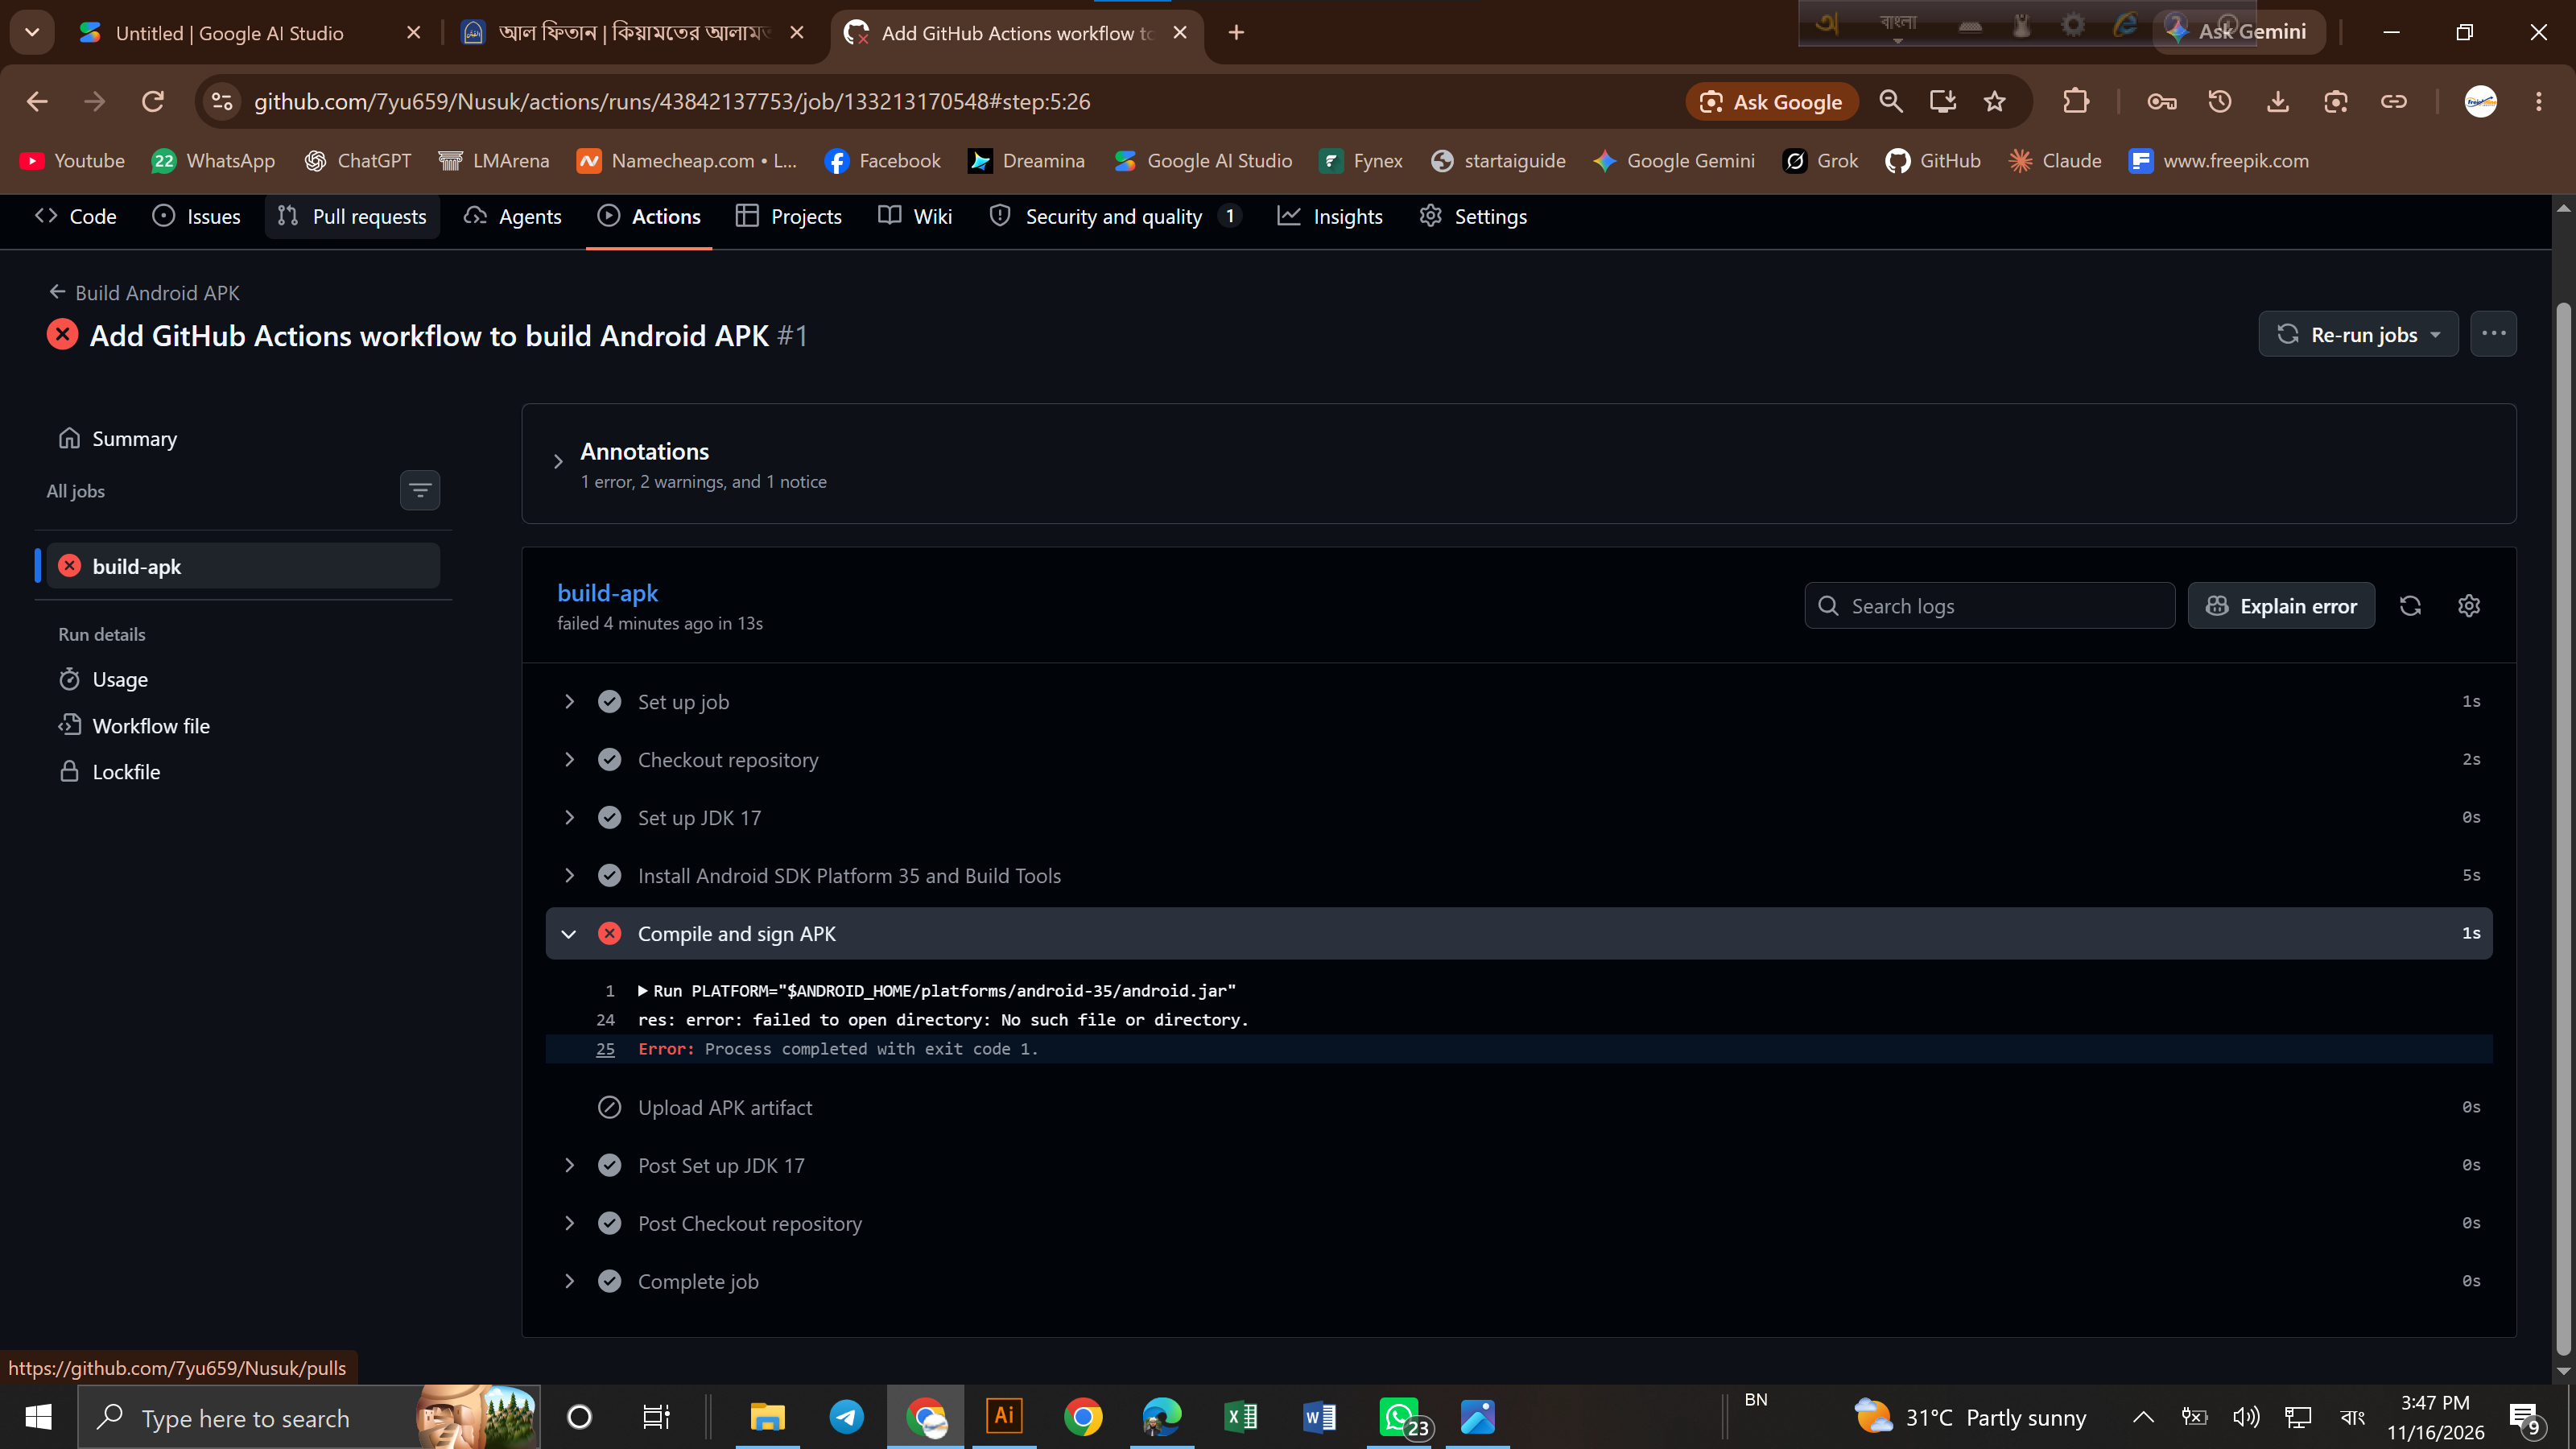 Untitled | Google AI Studio
আল ফিতান | কিয়ামতের আলামত
Add GitHub Actions workflow to
বাংলা
Ask Gemini
github.com/7yu659/Nusuk/actions/runs/43842137753/job/133213170548#step:5:26
Ask Google
Youtube
22
WhatsApp
ChatGPT
LMArena
Namecheap.com • L...
Facebook
Dreamina
Google AI Studio
Fynex
startaiguide
Google Gemini
Grok
GitHub
Claude
www.freepik.com
Code
Issues
Pull requests
Agents
Actions
Projects
Wiki
Security and quality 1
Insights
Settings
Build Android APK
Add GitHub Actions workflow to build Android APK #1
Re-run jobs
Summary
All jobs
build-apk
Run details
Usage
Workflow file
Lockfile
Annotations
1 error, 2 warnings, and 1 notice
build-apk
failed 4 minutes ago in 13s
Search logs
Explain error
Set up job 1s
Checkout repository 2s
Set up JDK 17 0s
Install Android SDK Platform 35 and Build Tools 5s
Compile and sign APK 1s
1 Run PLATFORM="$ANDROID_HOME/platforms/android-35/android.jar"
24 res: error: failed to open directory: No such file or directory.
25 Error: Process completed with exit code 1.
Upload APK artifact 0s
Post Set up JDK 17 0s
Post Checkout repository 0s
Complete job 0s
https://github.com/7yu659/Nusuk/pulls
Type here to search
Ai
23
BN
31°C Partly sunny
বাং
3:47 PM
11/16/2026
9